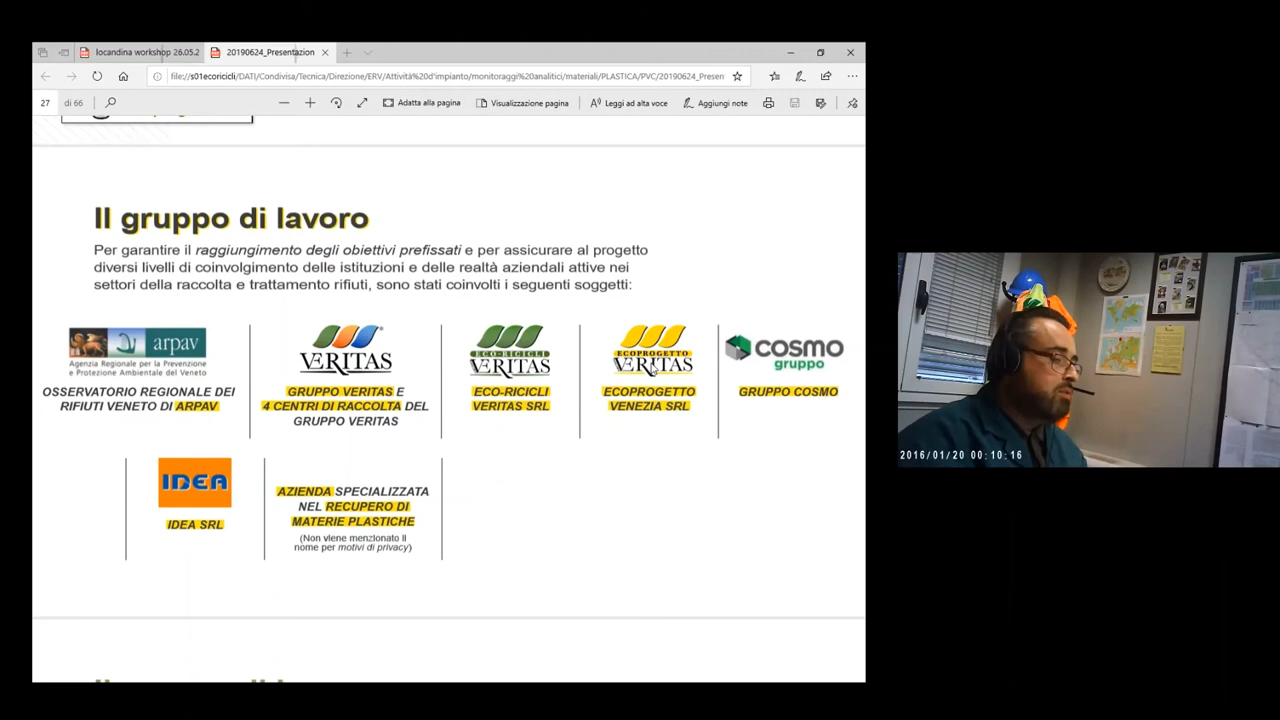 locandina workshop 26.05.2
20190624_Presentazion
file://s01ecoricicli/DATI/Condivisa/Tecnica/Direzione/ERV/Attività%20d'impianto/monitoraggi%20analitici/materiali/PLASTICA/PVC/20190624_Presen
27 di 66
Adatta alla pagina
Visualizzazione pagina
Leggi ad alta voce
Aggiungi note
Il gruppo di lavoro
Per garantire il raggiungimento degli obiettivi prefissati e per assicurare al progetto
diversi livelli di coinvolgimento delle istituzioni e delle realtà aziendali attive nei
settori della raccolta e trattamento rifiuti, sono stati coinvolti i seguenti soggetti:
arpav
Agenzia Regionale per la Prevenzione
e Protezione Ambientale del Veneto
OSSERVATORIO REGIONALE DEI
RIFIUTI VENETO DI ARPAV
VERITAS
GRUPPO VERITAS E
4 CENTRI DI RACCOLTA DEL
GRUPPO VERITAS
ECO-RICICLI
VERITAS
ECO-RICICLI
VERITAS SRL
ECOPROGETTO
VERITAS
ECOPROGETTO
VENEZIA SRL
COSMO
gruppo
GRUPPO COSMO
IDEA
IDEA SRL
AZIENDA SPECIALIZZATA
NEL RECUPERO DI
MATERIE PLASTICHE
(Non viene menzionato il
nome per motivi di privacy)
2016/01/20 00:10:16